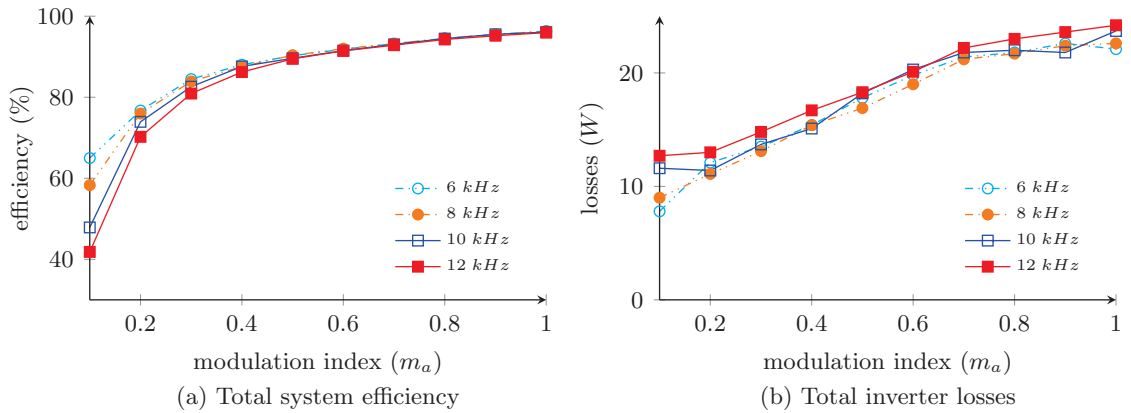 100
80
60
40
efficiency (%)
6 kHz
8 kHz
10 kHz
12 kHz
0.2 0.4 0.6 0.8 1
modulation index (mₐ)
(a) Total system efficiency
20
10
0
losses (W)
6 kHz
8 kHz
10 kHz
12 kHz
0.2 0.4 0.6 0.8 1
modulation index (mₐ)
(b) Total inverter losses